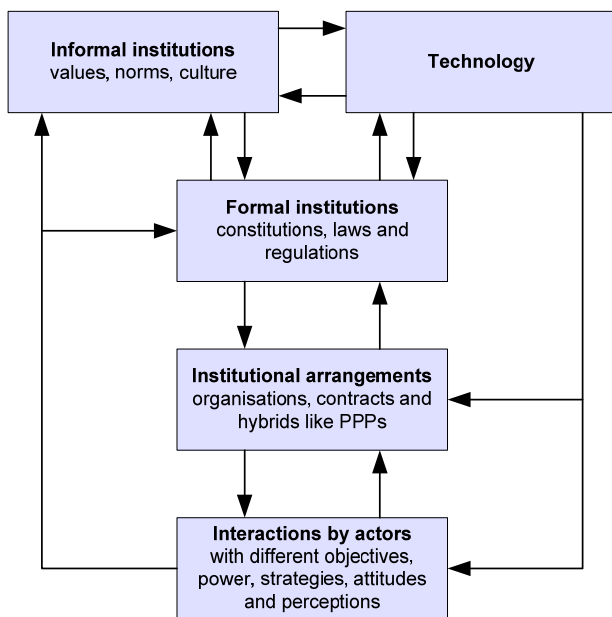 Informal institutions
values, norms, culture
Technology
Formal institutions
constitutions, laws and
regulations
Institutional arrangements
organisations, contracts and
hybrids like PPPs
Interactions by actors
with different objectives,
power, strategies, attitudes
and perceptions